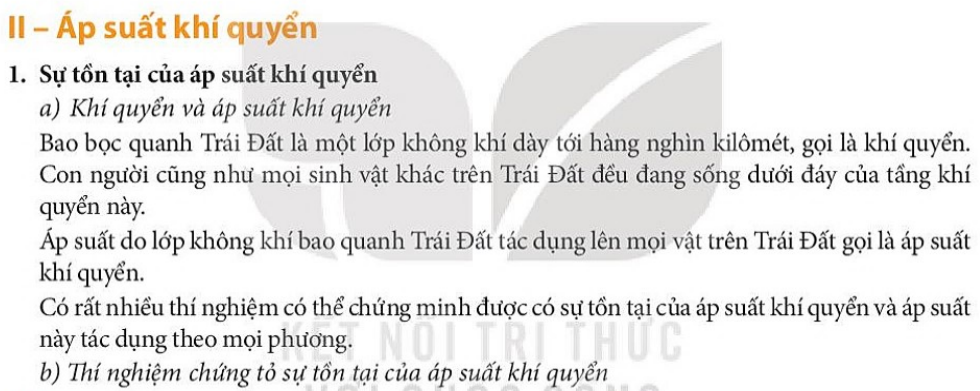 II – Áp suất khí quyển
1. Sự tồn tại của áp suất khí quyển
a) Khí quyển và áp suất khí quyển
Bao bọc quanh Trái Đất là một lớp không khí dày tới hàng nghìn kilômét, gọi là khí quyển.
Con người cũng như mọi sinh vật khác trên Trái Đất đều đang sống dưới đáy của tầng khí
quyển này.
Áp suất do lớp không khí bao quanh Trái Đất tác dụng lên mọi vật trên Trái Đất gọi là áp suất
khí quyển.
Có rất nhiều thí nghiệm có thể chứng minh được có sự tồn tại của áp suất khí quyển và áp suất
này tác dụng theo mọi phương.
KẾT NỐI TRI THỨC
b) Thí nghiệm chứng tỏ sự tồn tại của áp suất khí quyển